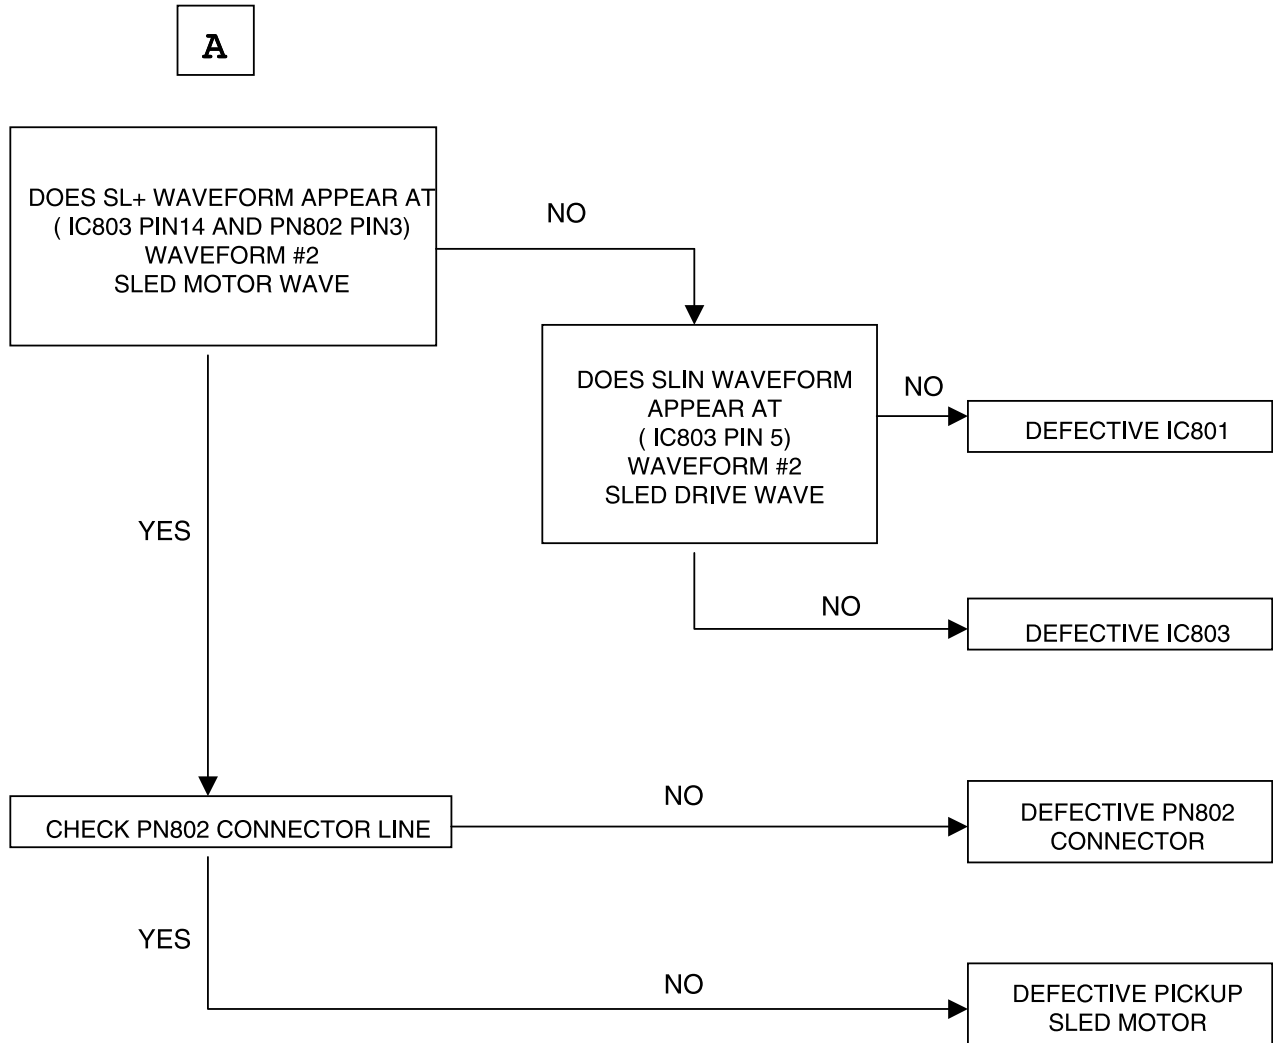 A
DOES SL+ WAVEFORM APPEAR AT
( IC803 PIN14 AND PN802 PIN3)
WAVEFORM #2
SLED MOTOR WAVE
NO
DOES SLIN WAVEFORM
APPEAR AT
( IC803 PIN 5)
WAVEFORM #2
SLED DRIVE WAVE
NO
DEFECTIVE IC801
YES
NO
DEFECTIVE IC803
CHECK PN802 CONNECTOR LINE
NO
DEFECTIVE PN802
CONNECTOR
YES
NO
DEFECTIVE PICKUP
SLED MOTOR